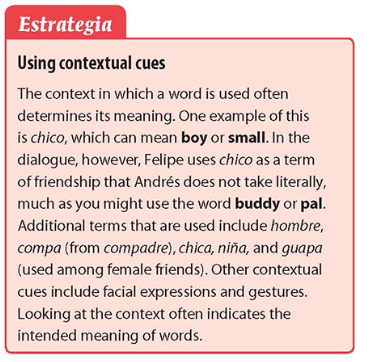 Estrategia
Using contextual cues
The context in which a word is used often
determines its meaning. One example of this
is chico, which can mean boy or small. In the
dialogue, however, Felipe uses chico as a term
of friendship that Andrés does not take literally,
much as you might use the word buddy or pal.
Additional terms that are used include hombre,
compa (from compadre), chica, niña, and guapa
(used among female friends). Other contextual
cues include facial expressions and gestures.
Looking at the context often indicates the
intended meaning of words.